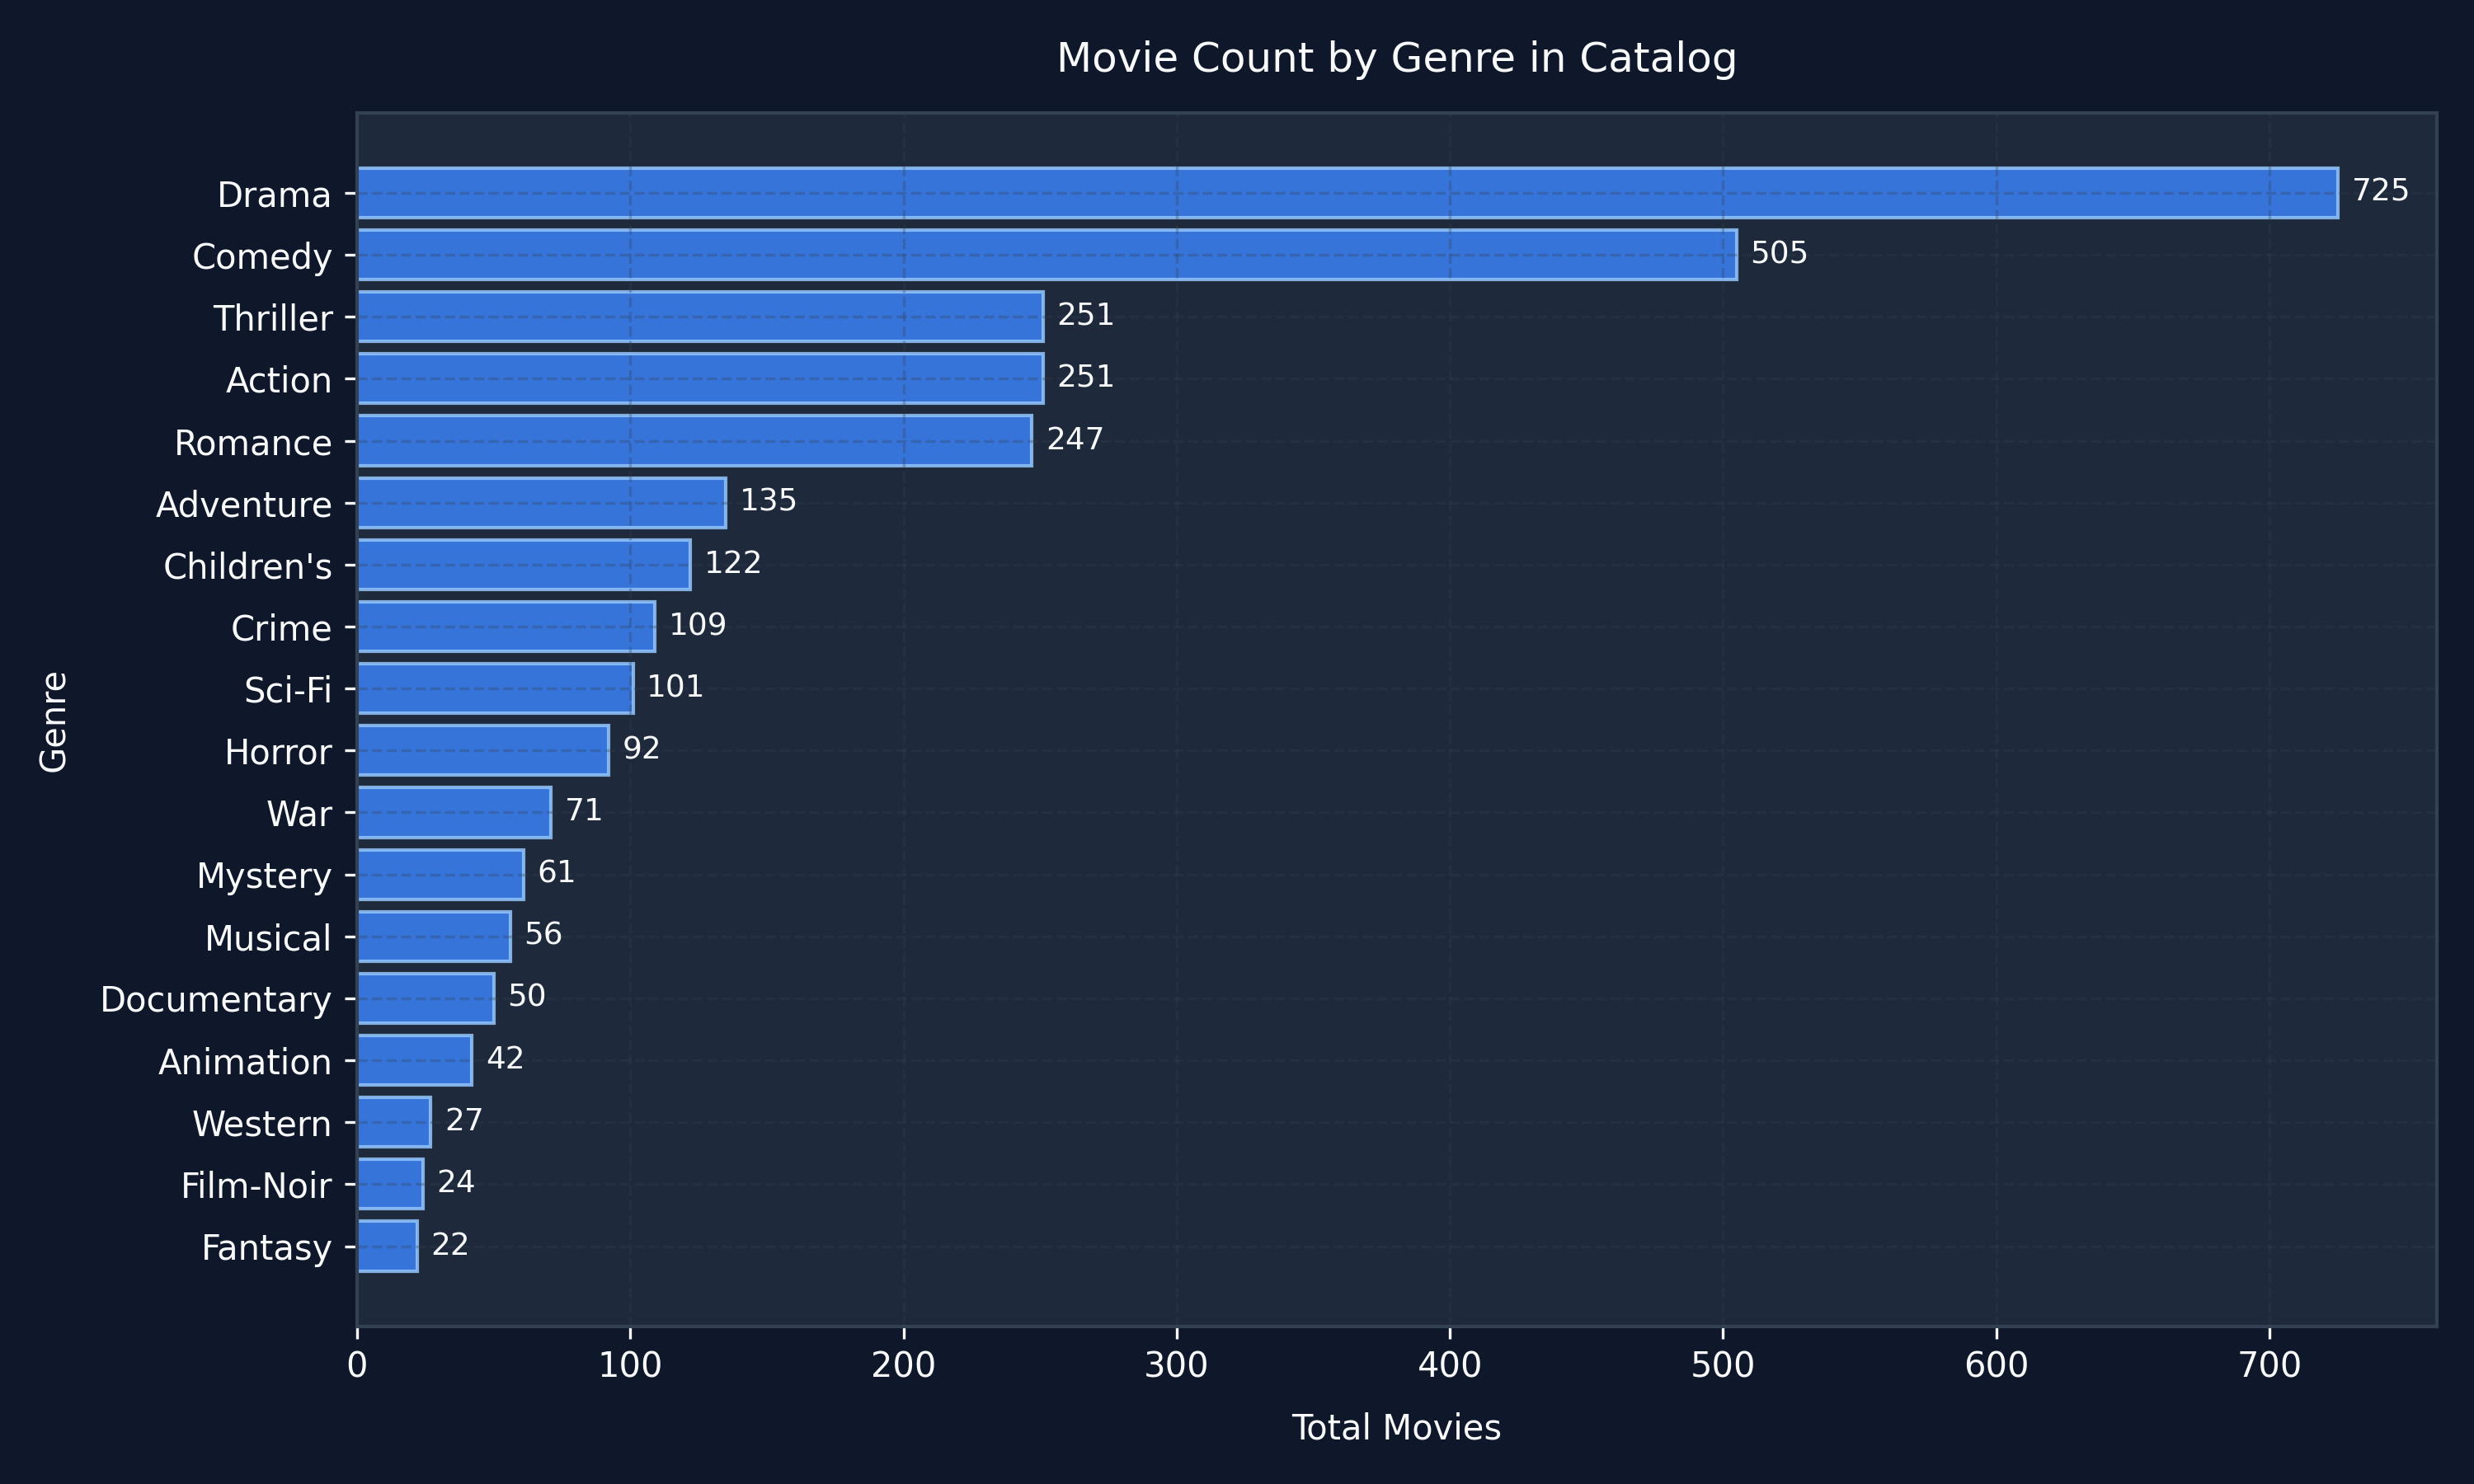 Movie Count by Genre in Catalog
Drama 725
Comedy 505
Thriller 251
Action 251
Romance 247
Adventure 135
Children's 122
Crime 109
Sci-Fi 101
Horror 92
War 71
Mystery 61
Musical 56
Documentary 50
Animation 42
Western 27
Film-Noir 24
Fantasy 22
Genre
0 100 200 300 400 500 600 700
Total Movies